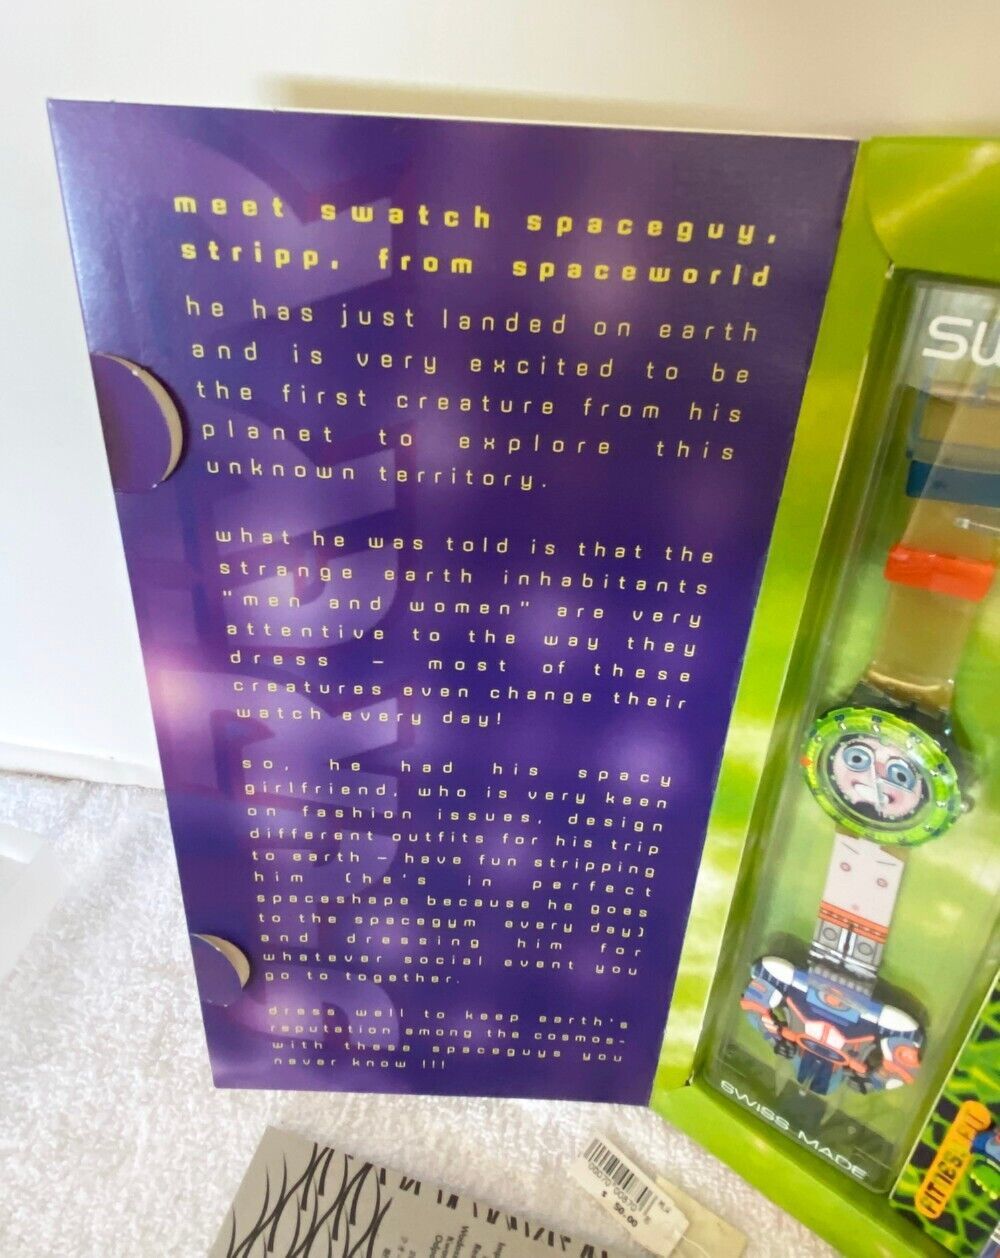 meet swatch spaceguy,
stripp, from spaceworld
he has just landed on earth
and is very excited to be
the first creature from his
planet to explore this
unknown territory.
what he was told is that the
strange earth inhabitants
"men and women" are very
attentive to the way they
dress – most of these
creatures even change their
watch every day!
so, he had his spacy
girlfriend, who is very keen
on fashion issues, design
different outfits for his trip
to earth – have fun stripping
him (he's in perfect
spaceshape because he goes
to the spacegym every day)
and dressing him for
whatever social event you
go to together.
dress well to keep earth's
reputation among the cosmos-
with these spaceguys you
never know !!!
SW
SWISS MADE
FITIES
$ 50.00